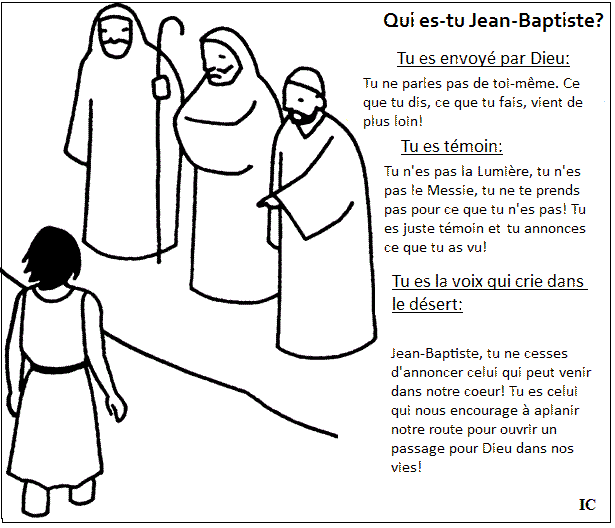 Qui es-tu Jean-Baptiste?
Tu es envoyé par Dieu:
Tu ne parles pas de toi-même. Ce
que tu dis, ce que tu fais, vient de
plus loin!
Tu es témoin:
Tu n'es pas la Lumière, tu n'es
pas le Messie, tu ne te prends
pas pour ce que tu n'es pas! Tu
es juste témoin et tu annonces
ce que tu as vu!
Tu es la voix qui crie dans
le désert:
Jean-Baptiste, tu ne cesses
d'annoncer celui qui peut venir
dans notre coeur! Tu es celui
qui nous encourage à aplanir
notre route pour ouvrir un
passage pour Dieu dans nos
vies!
IC